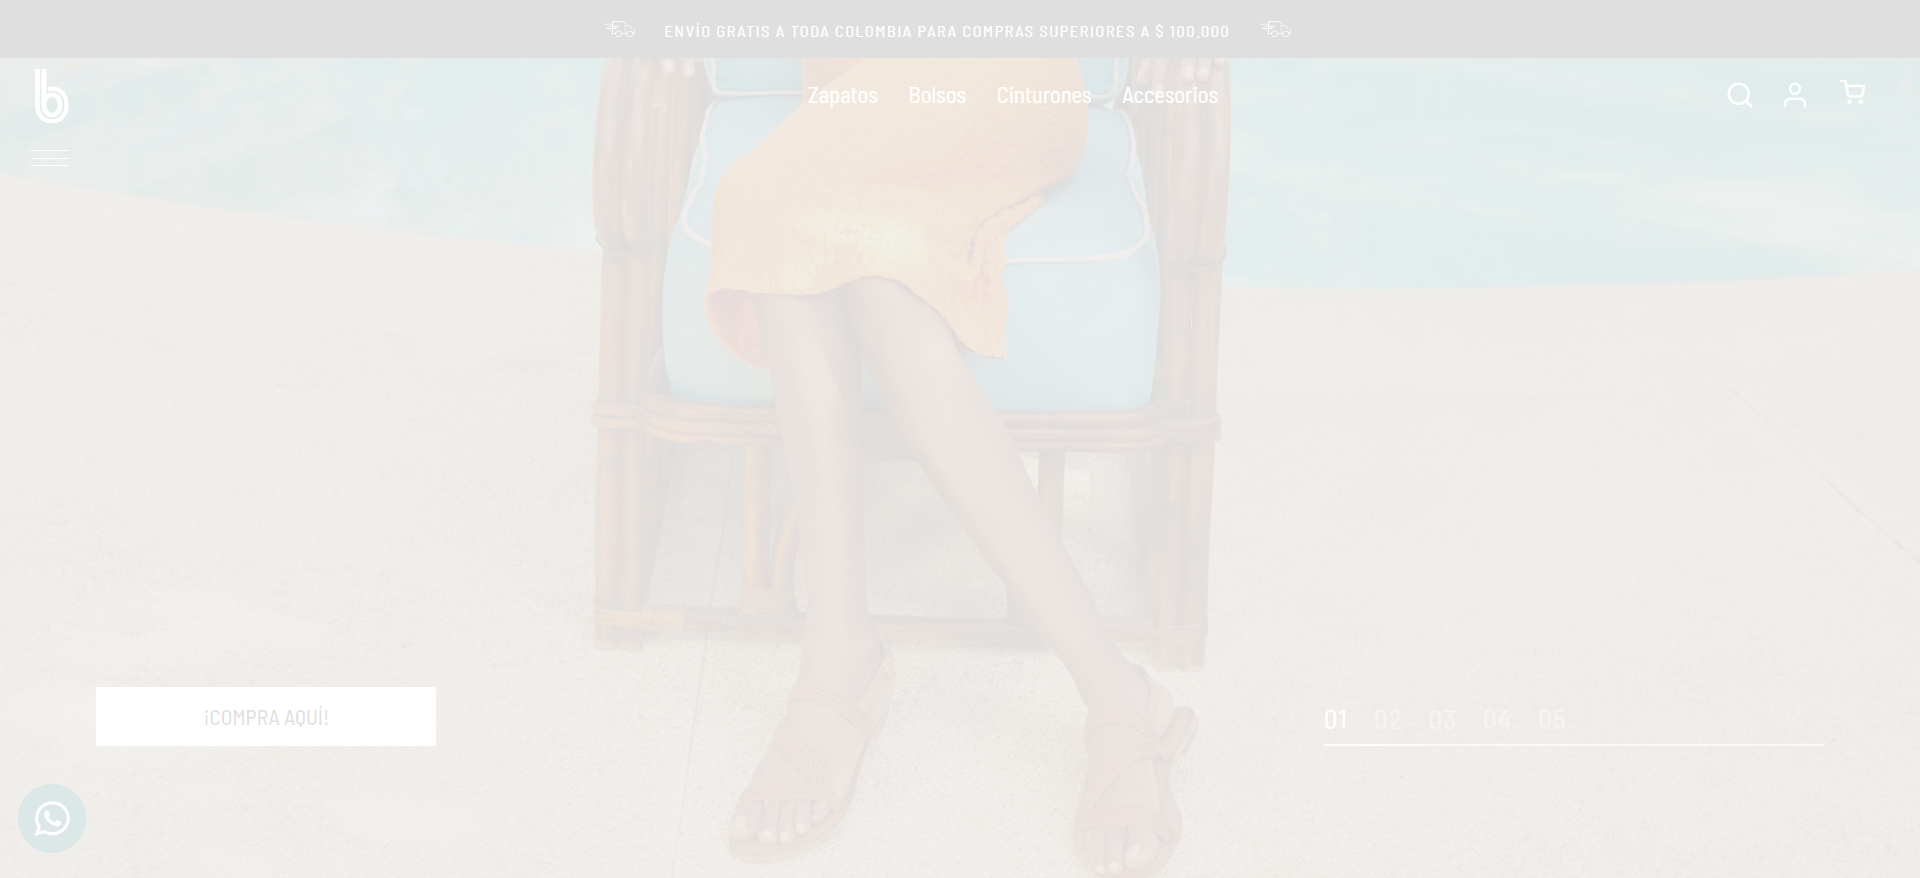 ENVÍO GRATIS A TODA COLOMBIA PARA COMPRAS SUPERIORES A $ 100.000
b
Zapatos Bolsos Cinturones Accesorios
¡COMPRA AQUÍ!
01 02 03 04 05